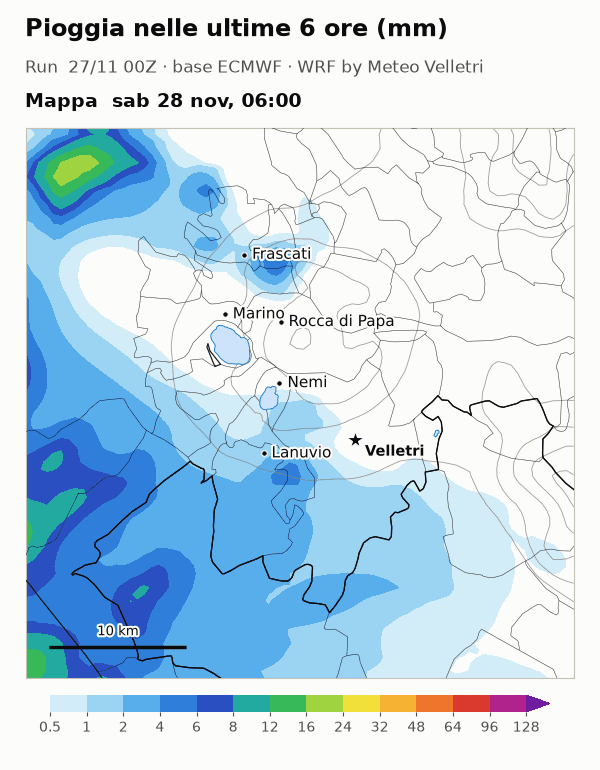 Pioggia nelle ultime 6 ore (mm)
Run  27/11 00Z · base ECMWF · WRF by Meteo Velletri
Mappa  sab 28 nov, 06:00
Frascati
Marino
Rocca di Papa
Nemi
Velletri
Lanuvio
10 km
0.5 1 2 4 6 8 12 16 24 32 48 64 96 128